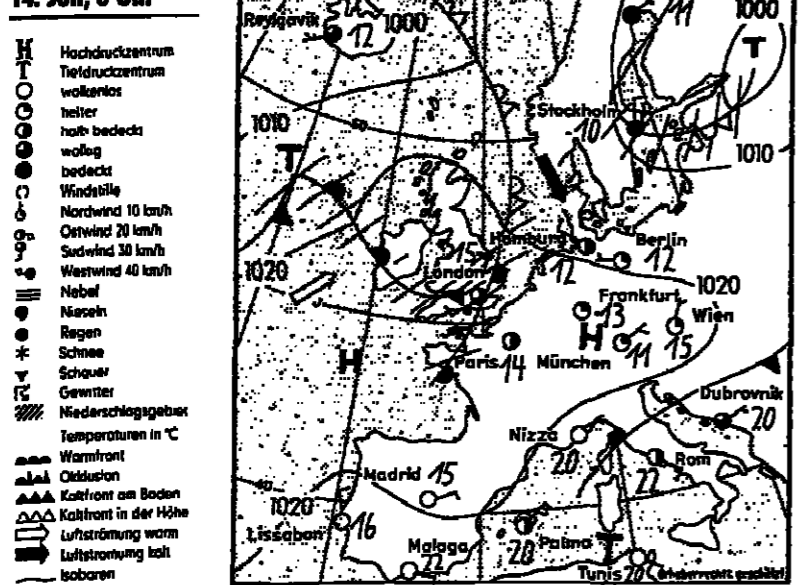 14. Juli, 8 Uhr
H Hochdruckzentrum
T Tiefdruckzentrum
wolkenlos
heiter
halb bedeckt
wolkig
bedeckt
Windstille
Nordwind 10 km/h
Ostwind 20 km/h
Südwind 30 km/h
Westwind 40 km/h
Nebel
Nieseln
Regen
Schnee
Schauer
Gewitter
Niederschlagsgebiet
Temperaturen in °C
Warmfront
Okklusion
Kaltfront am Boden
Kaltfront in der Höhe
Luftströmung warm
Luftströmung kalt
Isobaren
Reykjavik 12 1000 11 1000
T
Stockholm
1010 10
T 1010
Hamburg Berlin
15 12 12
1020 London 1020
Frankfurt
13 Wien
H H 15
Paris 14 München 11
Dubrovnik
20
Nizza 20 Rom
22
Madrid 15
1020
Lissabon 16
Malaga 22
20 Palma T
Tunis 20